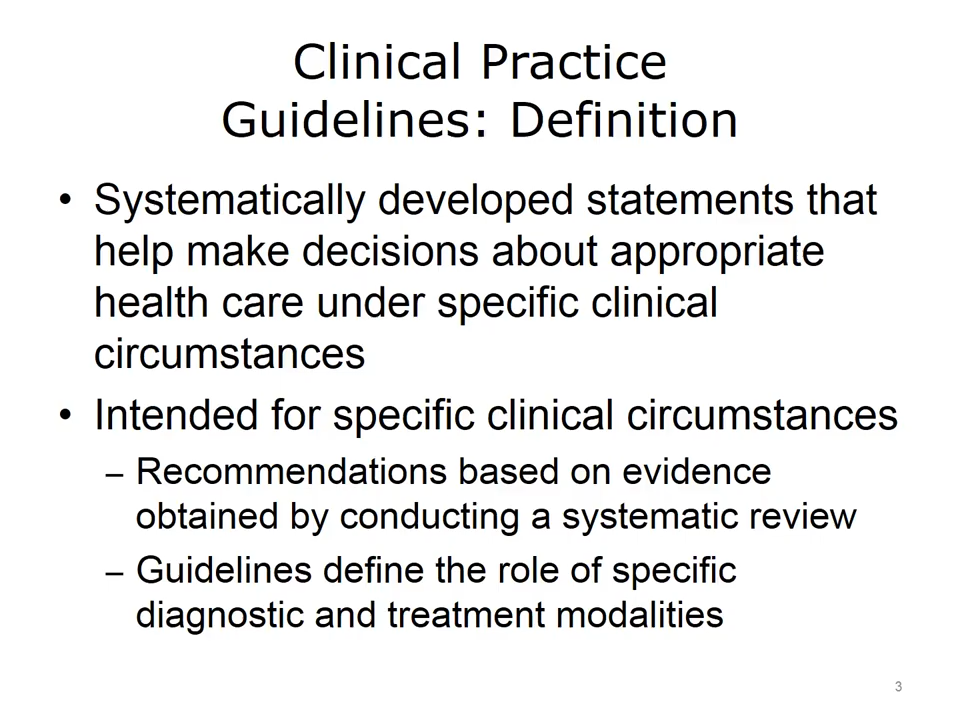 Clinical Practice
Guidelines: Definition
• Systematically developed statements that
help make decisions about appropriate
health care under specific clinical
circumstances
• Intended for specific clinical circumstances
– Recommendations based on evidence
obtained by conducting a systematic review
– Guidelines define the role of specific
diagnostic and treatment modalities
3